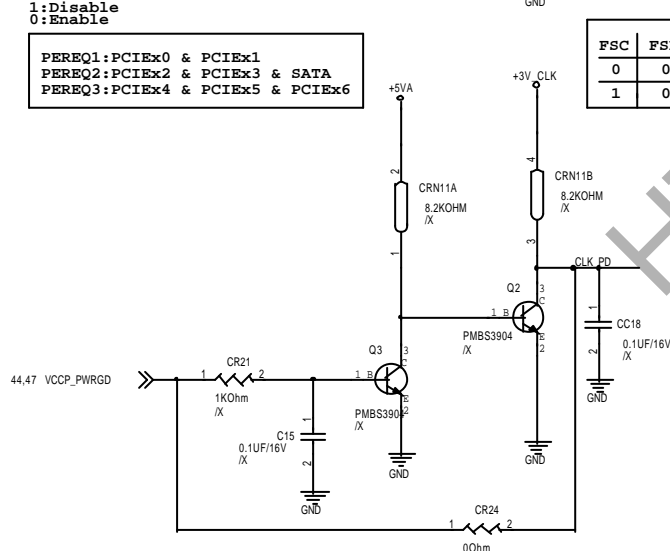 GND
1:Disable
0:Enable
PEREQ1:PCIEx0 & PCIEx1
PEREQ2:PCIEx2 & PCIEx3 & SATA
PEREQ3:PCIEx4 & PCIEx5 & PCIEx6
FSC
0 0
1 0
+5VA
+3V_CLK
2
CRN11A
8.2KOHM
/X
1
4
CRN11B
8.2KOHM
/X
3
CLK_PD
Q2
3
C
1 B
E
2
PMBS3904
/X
GND
1
CC18
0.1UF/16V
/X
2
GND
44,47 VCCP_PWRGD
CR21
1 2
1KOhm
/X
Q3
3
C
1 B
E
2
PMBS3904
/X
GND
1
C15
0.1UF/16V
/X
2
GND
CR24
1 2
0Ohm